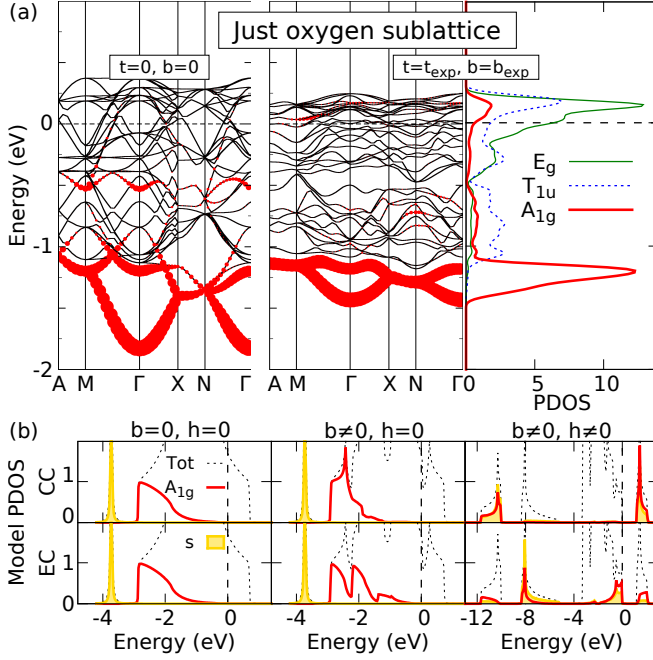 (a)
Just oxygen sublattice
t=0, b=0
t=t_exp, b=b_exp
Energy (eV)
0
-1
-2
E_g
T_1u
A_1g
A M Γ X N Γ
A M Γ X N Γ
0 5 10
PDOS
(b)
b=0, h=0
b≠0, h=0
b≠0, h≠0
Model PDOS
CC
EC
1
0
1
0
Tot
A_1g
s
-4 -2 0
-4 -2 0
-12 -8 -4 0
Energy (eV)
Energy (eV)
Energy (eV)